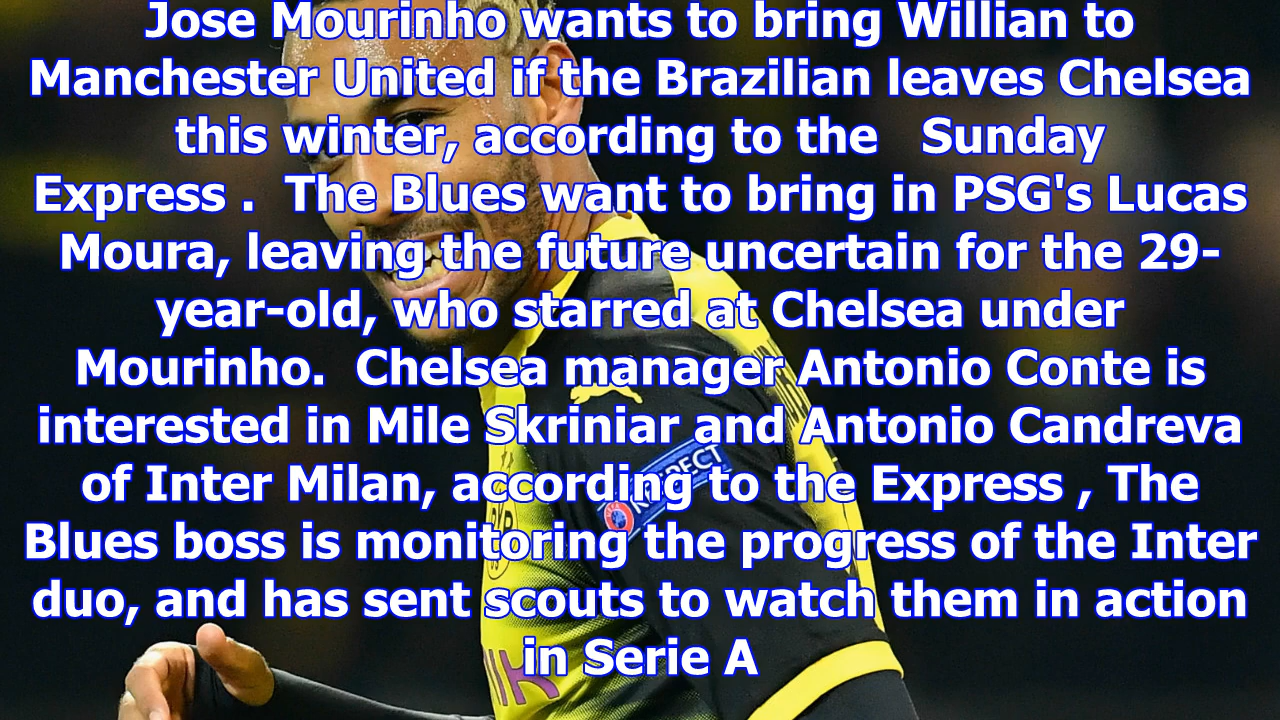 Jose Mourinho wants to bring Willian to
Manchester United if the Brazilian leaves Chelsea
this winter, according to the Sunday
Express . The Blues want to bring in PSG's Lucas
Moura, leaving the future uncertain for the 29-
year-old, who starred at Chelsea under
Mourinho. Chelsea manager Antonio Conte is
interested in Mile Skriniar and Antonio Candreva
of Inter Milan, according to the Express , The
Blues boss is monitoring the progress of the Inter
duo, and has sent scouts to watch them in action
in Serie A
RESPECT